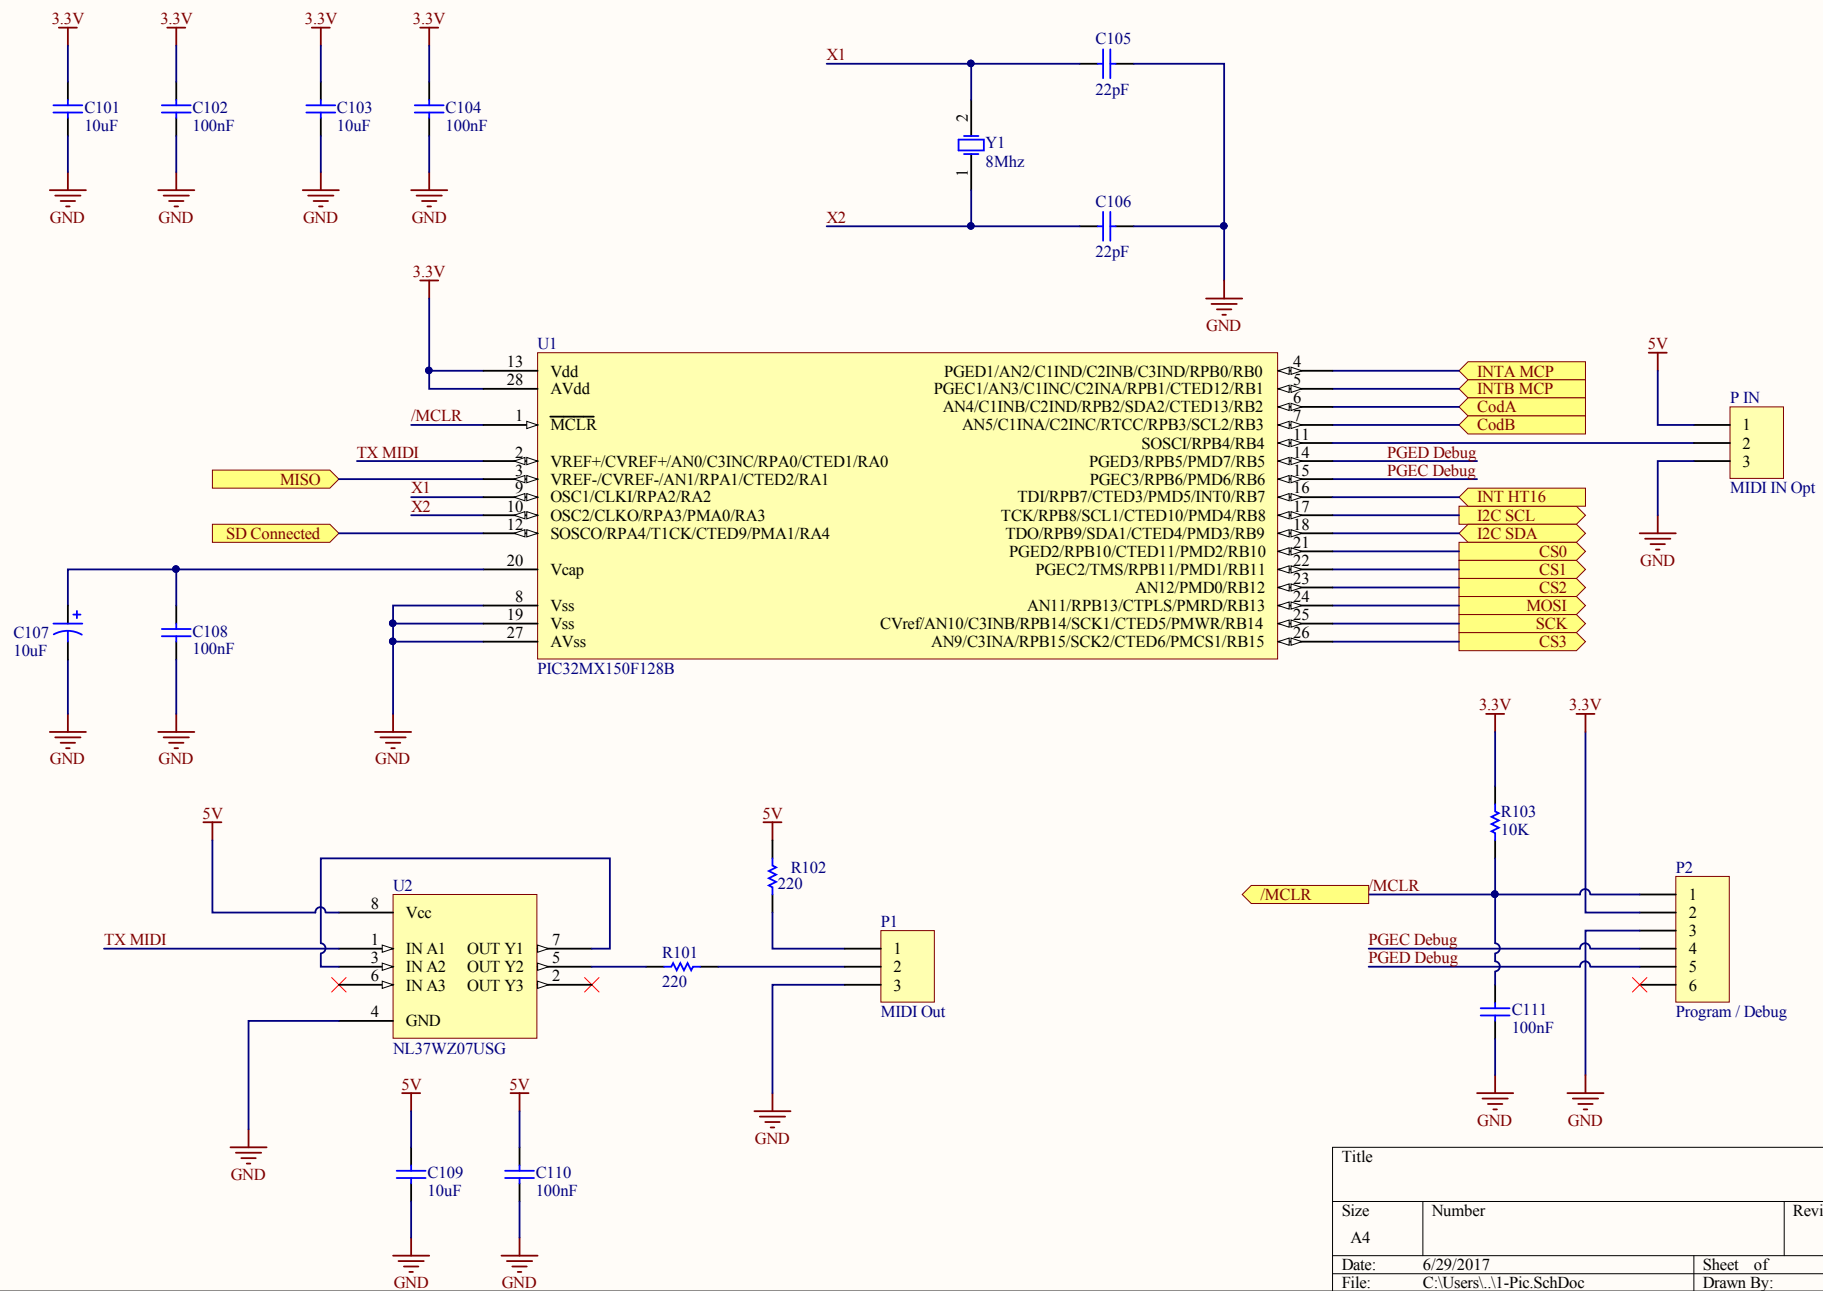 3.3V 3.3V 3.3V 3.3V
C101 10uF
C102 100nF
C103 10uF
C104 100nF
GND GND GND GND
X1
C105
22pF
2
Y1
8Mhz
1
X2
C106
22pF
GND
3.3V
U1
13 Vdd
28 AVdd
/MCLR 1 MCLR
TX MIDI 2 VREF+/CVREF+/AN0/C3INC/RPA0/CTED1/RA0
MISO 3 VREF-/CVREF-/AN1/RPA1/CTED2/RA1
X1 9 OSC1/CLKI/RPA2/RA2
X2 10 OSC2/CLKO/RPA3/PMA0/RA3
SD Connected 12 SOSCO/RPA4/T1CK/CTED9/PMA1/RA4
20 Vcap
8 Vss
19 Vss
27 AVss
PGED1/AN2/C1IND/C2INB/C3IND/RPB0/RB0 4 INTA MCP
PGEC1/AN3/C1INC/C2INA/RPB1/CTED12/RB1 5 INTB MCP
AN4/C1INB/C2IND/RPB2/SDA2/CTED13/RB2 6 CodA
AN5/C1INA/C2INC/RTCC/RPB3/SCL2/RB3 7 CodB
SOSCI/RPB4/RB4 11
PGED3/RPB5/PMD7/RB5 14 PGED Debug
PGEC3/RPB6/PMD6/RB6 15 PGEC Debug
TDI/RPB7/CTED3/PMD5/INT0/RB7 16 INT HT16
TCK/RPB8/SCL1/CTED10/PMD4/RB8 17 I2C SCL
TDO/RPB9/SDA1/CTED4/PMD3/RB9 18 I2C SDA
PGED2/RPB10/CTED11/PMD2/RB10 21 CS0
PGEC2/TMS/RPB11/PMD1/RB11 22 CS1
AN12/PMD0/RB12 23 CS2
AN11/RPB13/CTPLS/PMRD/RB13 24 MOSI
CVref/AN10/C3INB/RPB14/SCK1/CTED5/PMWR/RB14 25 SCK
AN9/C3INA/RPB15/SCK2/CTED6/PMCS1/RB15 26 CS3
PIC32MX150F128B
5V
P IN
1
2
3
MIDI IN Opt
GND
C107
10uF
+
C108
100nF
GND GND GND
5V
U2
8 Vcc
TX MIDI 1 IN A1 OUT Y1 7
3 IN A2 OUT Y2 5
6 IN A3 OUT Y3 2
4 GND
NL37WZ07USG
GND
R101
220
5V
R102
220
P1
1
2
3
MIDI Out
GND
5V 5V
C109
10uF
C110
100nF
GND GND
3.3V 3.3V
R103
10K
/MCLR /MCLR
PGEC Debug
PGED Debug
P2
1
2
3
4
5
6
Program / Debug
C111
100nF
GND GND
Title
Size Number Revi
A4
Date: 6/29/2017 Sheet of
File: C:\Users\..\1-Pic.SchDoc Drawn By: